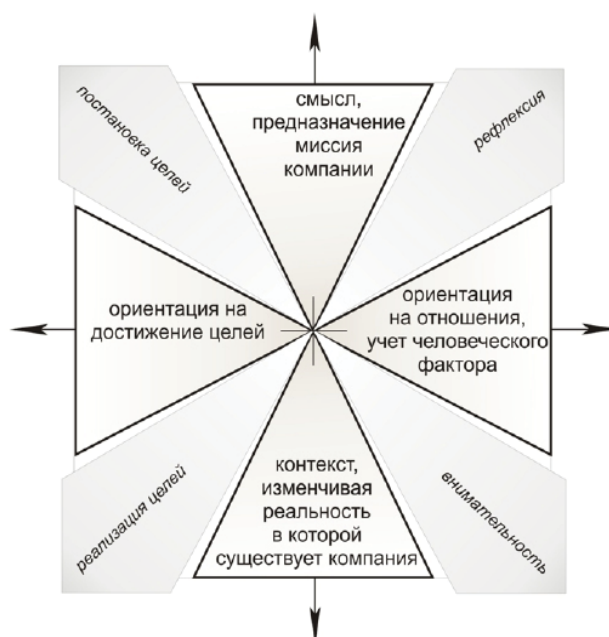 постановка целей
смысл,
предназначение
миссия
компании
рефлексия
ориентация на
достижение целей
ориентация
на отношения,
учет человеческого
фактора
реализация целей
контекст,
изменчивая
реальность
в которой
существует компания
внимательность